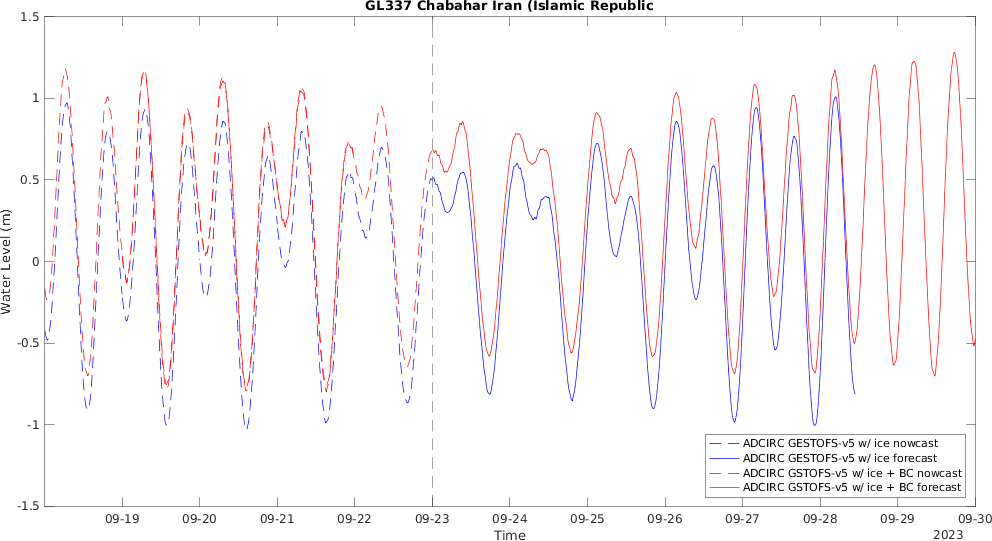 GL337 Chabahar Iran (Islamic Republic
1.5
1
0.5
0
-0.5
-1
-1.5
Water Level (m)
09-19
09-20
09-21
09-22
09-23
09-24
09-25
09-26
09-27
09-28
09-29
09-30
Time
2023
ADCIRC GESTOFS-v5 w/ ice nowcast
ADCIRC GESTOFS-v5 w/ ice forecast
ADCIRC GSTOFS-v5 w/ ice + BC nowcast
ADCIRC GSTOFS-v5 w/ ice + BC forecast